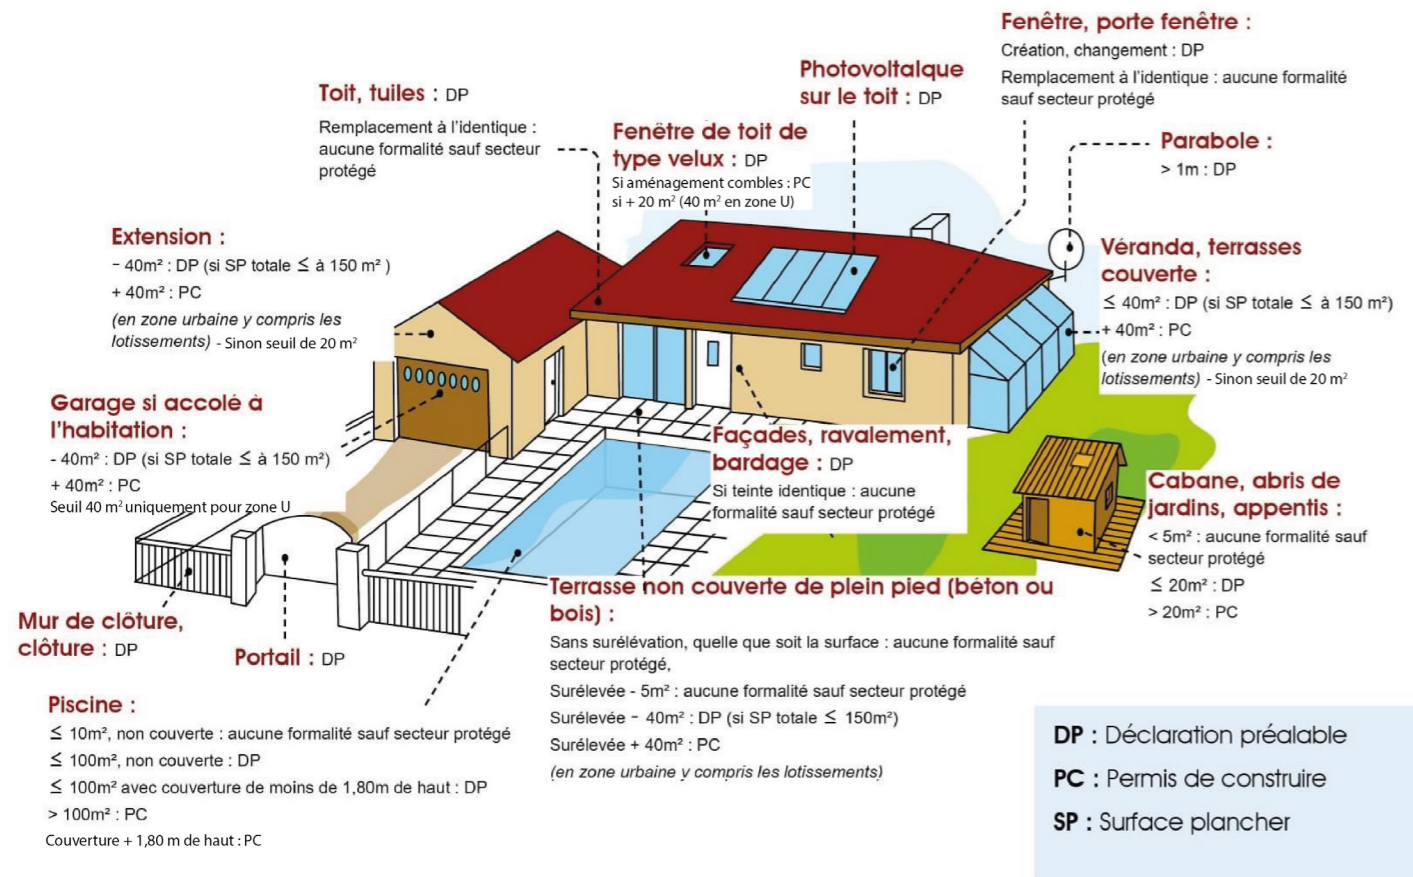 Fenêtre, porte fenêtre :
Création, changement : DP
Remplacement à l'identique : aucune formalité
sauf secteur protégé
Photovoltalque
sur le toit : DP
Toit, tuiles : DP
Remplacement à l'identique :
aucune formalité sauf secteur
protégé
Fenêtre de toit de
type velux : DP
Si aménagement combles : PC
si + 20 m² (40 m² en zone U)
Parabole :
> 1m : DP
Extension :
- 40m² : DP (si SP totale ≤ à 150 m² )
+ 40m² : PC
(en zone urbaine y compris les
lotissements) - Sinon seuil de 20 m²
Véranda, terrasses
couverte :
≤ 40m² : DP (si SP totale ≤ à 150 m²)
+ 40m² : PC
(en zone urbaine y compris les
lotissements) - Sinon seuil de 20 m²
Garage si accolé à
l'habitation :
- 40m² : DP (si SP totale ≤ à 150 m²)
+ 40m² : PC
Seuil 40 m² uniquement pour zone U
Façades, ravalement,
bardage : DP
Si teinte identique : aucune
formalité sauf secteur protégé
Cabane, abris de
jardins, appentis :
< 5m² : aucune formalité sauf
secteur protégé
≤ 20m² : DP
> 20m² : PC
Mur de clôture,
clôture : DP
Portail : DP
Terrasse non couverte de plein pied (béton ou
bois) :
Sans surélévation, quelle que soit la surface : aucune formalité sauf
secteur protégé,
Surélevée - 5m² : aucune formalité sauf secteur protégé
Surélevée - 40m² : DP (si SP totale ≤ 150m²)
Surélevée + 40m² : PC
(en zone urbaine y compris les lotissements)
Piscine :
≤ 10m², non couverte : aucune formalité sauf secteur protégé
≤ 100m², non couverte : DP
≤ 100m² avec couverture de moins de 1,80m de haut : DP
> 100m² : PC
Couverture + 1,80 m de haut : PC
DP : Déclaration préalable
PC : Permis de construire
SP : Surface plancher